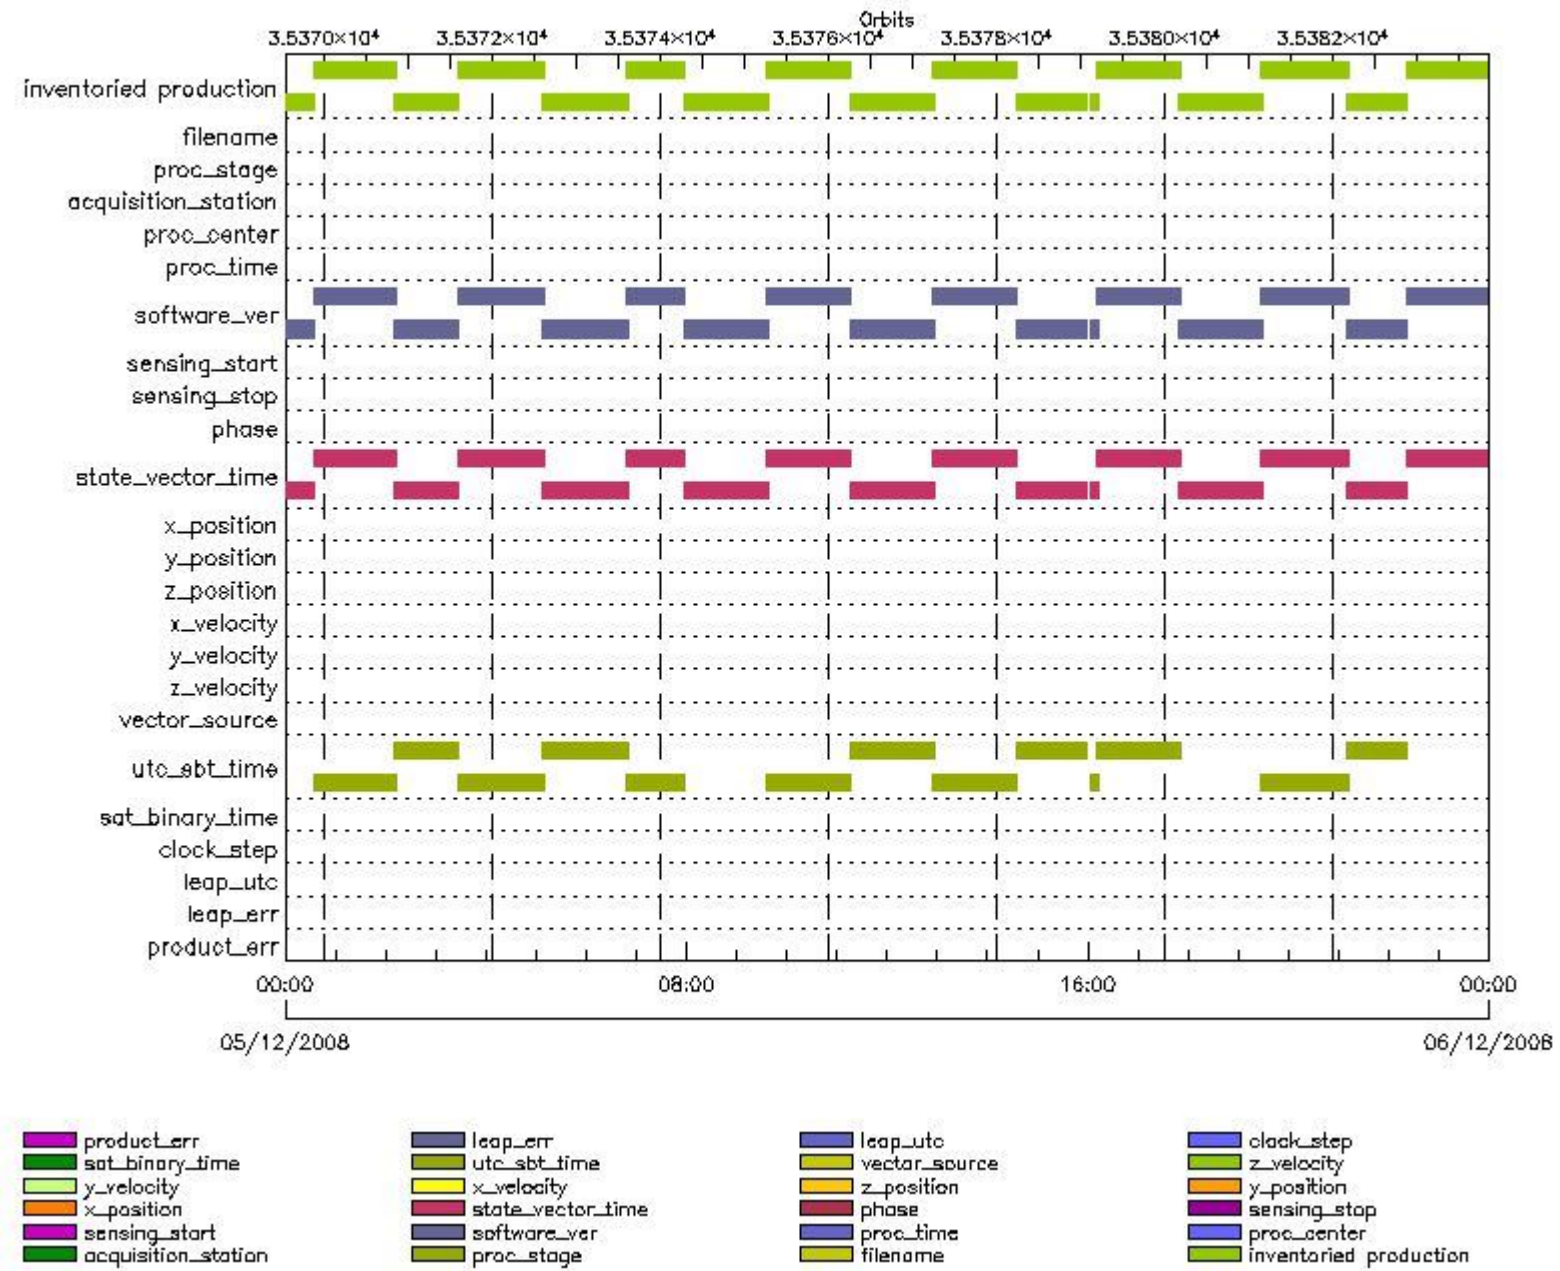 Orbits
3.5370×10⁴ 3.5372×10⁴ 3.5374×10⁴ 3.5376×10⁴ 3.5378×10⁴ 3.5380×10⁴ 3.5382×10⁴
inventoried production
filename
proc_stage
acquisition_station
proc_center
proc_time
software_ver
sensing_start
sensing_stop
phase
state_vector_time
x_position
y_position
z_position
x_velocity
y_velocity
z_velocity
vector_source
utc_sbt_time
sat_binary_time
clock_step
leap_utc
leap_err
product_err
00:00 08:00 16:00 00:00
05/12/2008 06/12/2008
product_err leap_err leap_utc clock_step
sat_binary_time utc_sbt_time vector_source z_velocity
y_velocity x_velocity z_position y_position
x_position state_vector_time phase sensing_stop
sensing_start software_ver proc_time proc_center
acquisition_station proc_stage filename inventoried production